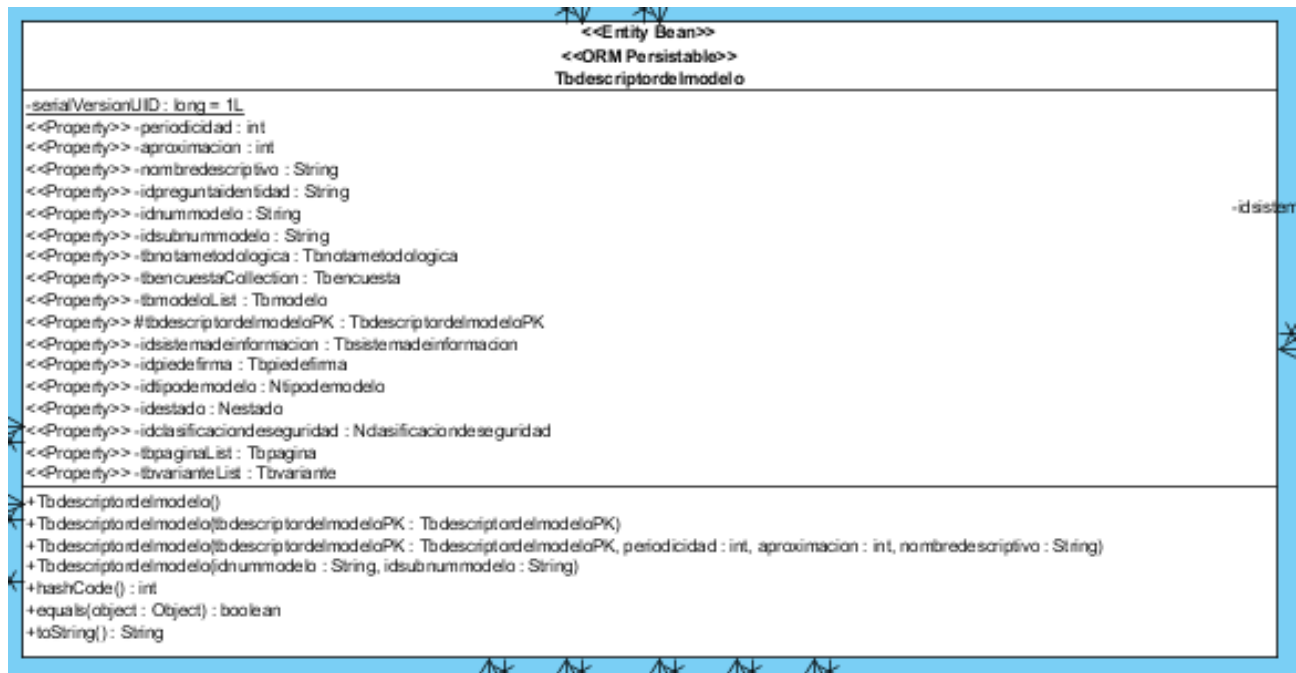 <<Entity Bean>>
<<ORM Persistable>>
Tbdescriptordelmodelo
-serialVersionUID : long = 1L
<<Property>> -periodicidad : int
<<Property>> -aproximacion : int
<<Property>> -nombredescriptivo : String
<<Property>> -idpreguntaidentidad : String
<<Property>> -idnummodelo : String
-idsistem
<<Property>> -idsubnummodelo : String
<<Property>> -tbnotametodologica : Tbnotametodologica
<<Property>> -tbencuestaCollection : Tbencuesta
<<Property>> -tbmodeloList : Tbmodelo
<<Property>> #tbdescriptordelmodeloPK : TbdescriptordelmodeloPK
<<Property>> -idsistemadeinformacion : Tbsistemadeinformacion
<<Property>> -idpiedefirma : Tbpiedefirma
<<Property>> -idtipodemodelo : Ntipodemodelo
<<Property>> -idestado : Nestado
<<Property>> -idclasificaciondeseguridad : Nclasificaciondeseguridad
<<Property>> -tbpaginaList : Tbpagina
<<Property>> -tbvarianteList : Tbvariante
+Tbdescriptordelmodelo()
+Tbdescriptordelmodelo(tbdescriptordelmodeloPK : TbdescriptordelmodeloPK)
+Tbdescriptordelmodelo(tbdescriptordelmodeloPK : TbdescriptordelmodeloPK, periodicidad : int, aproximacion : int, nombredescriptivo : String)
+Tbdescriptordelmodelo(idnummodelo : String, idsubnummodelo : String)
+hashCode() : int
+equals(object : Object) : boolean
+toString() : String